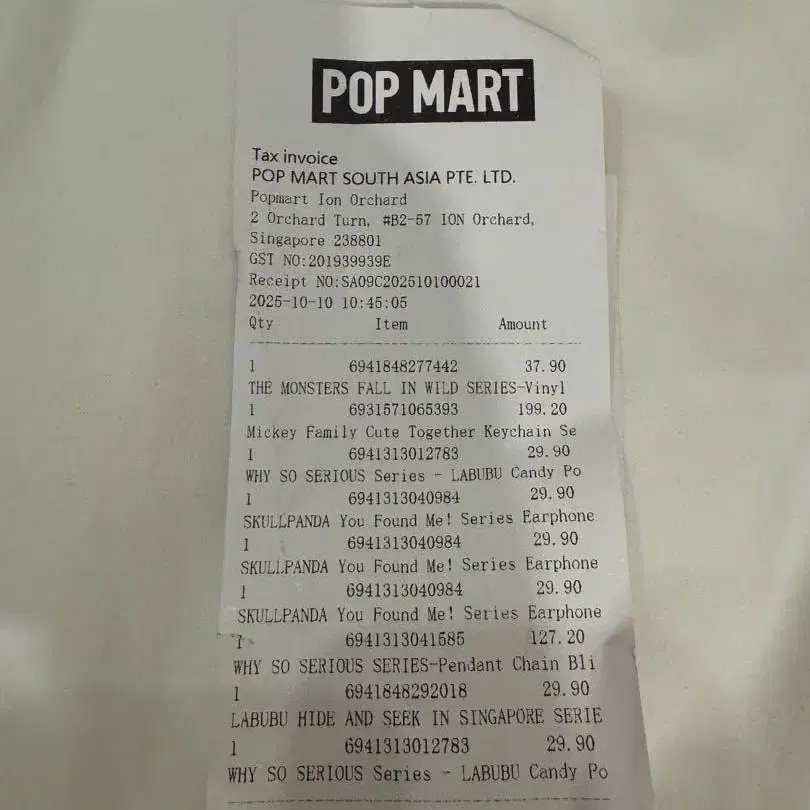 POP MART
Tax invoice
POP MART SOUTH ASIA PTE. LTD.
Popmart Ion Orchard
2 Orchard Turn, #B2-57 ION Orchard,
Singapore 238801
GST NO:201939939E
Receipt NO:SA09C202510100021
2025-10-10 10:45:05
Qty Item Amount
1 6941848277442 37.90
THE MONSTERS FALL IN WILD SERIES-Vinyl
1 6931571065393 199.20
Mickey Family Cute Together Keychain Se
1 6941313012783 29.90
WHY SO SERIOUS Series - LABUBU Candy Po
1 6941313040984 29.90
SKULLPANDA You Found Me! Series Earphone
1 6941313040984 29.90
SKULLPANDA You Found Me! Series Earphone
1 6941313040984 29.90
SKULLPANDA You Found Me! Series Earphone
1 6941313041585 127.20
WHY SO SERIOUS SERIES-Pendant Chain Bli
1 6941848292018 29.90
LABUBU HIDE AND SEEK IN SINGAPORE SERIE
1 6941313012783 29.90
WHY SO SERIOUS Series - LABUBU Candy Po